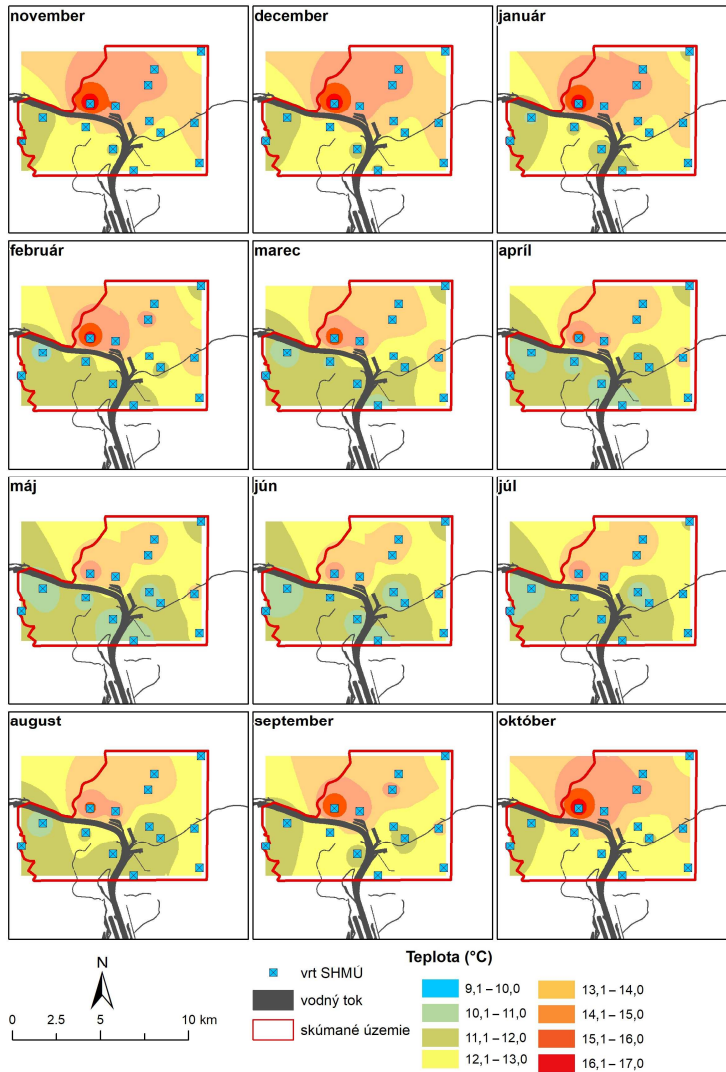 november december január
február marec apríl
máj jún júl
august september október
N
0 5 10 km
vrt SHMÚ
vodný tok
skúmané územie
Teplota (°C)
9,1 – 10,0
10,1 – 11,0
11,1 – 12,0
12,1 – 13,0
13,1 – 14,0
14,1 – 15,0
15,1 – 16,0
16,1 – 17,0